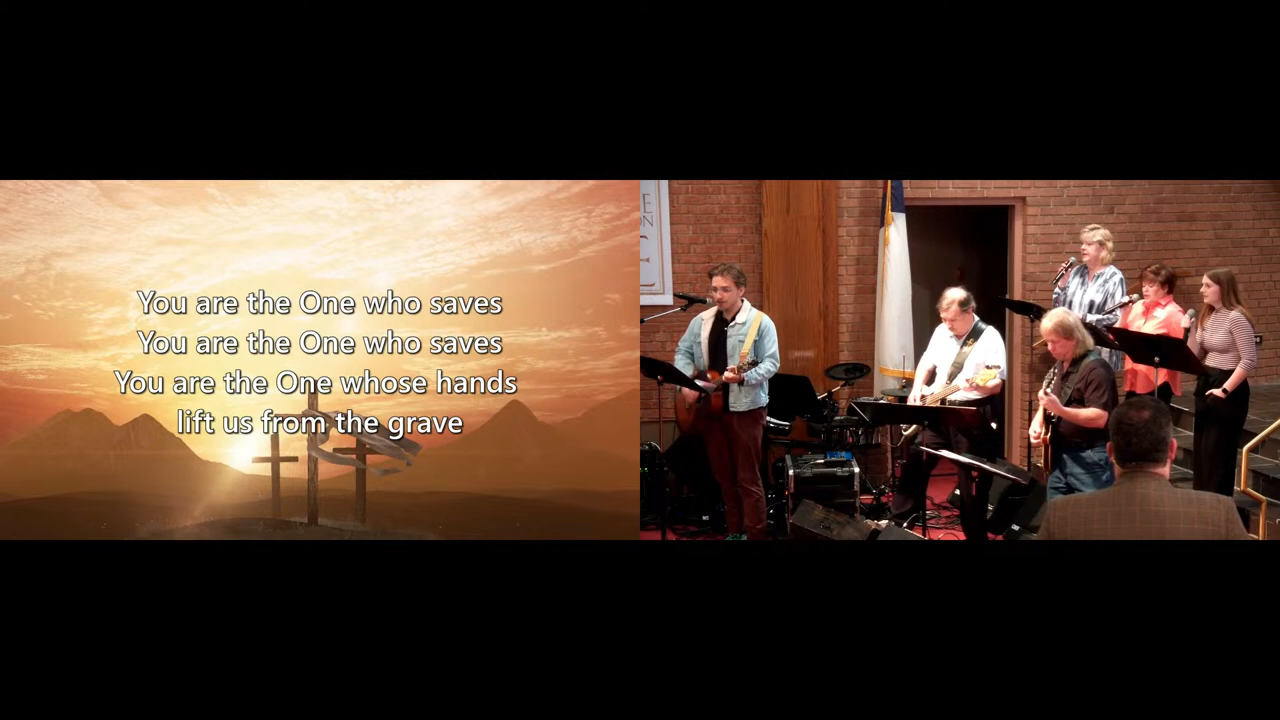 You are the One who saves
You are the One who saves
You are the One whose hands
lift us from the grave